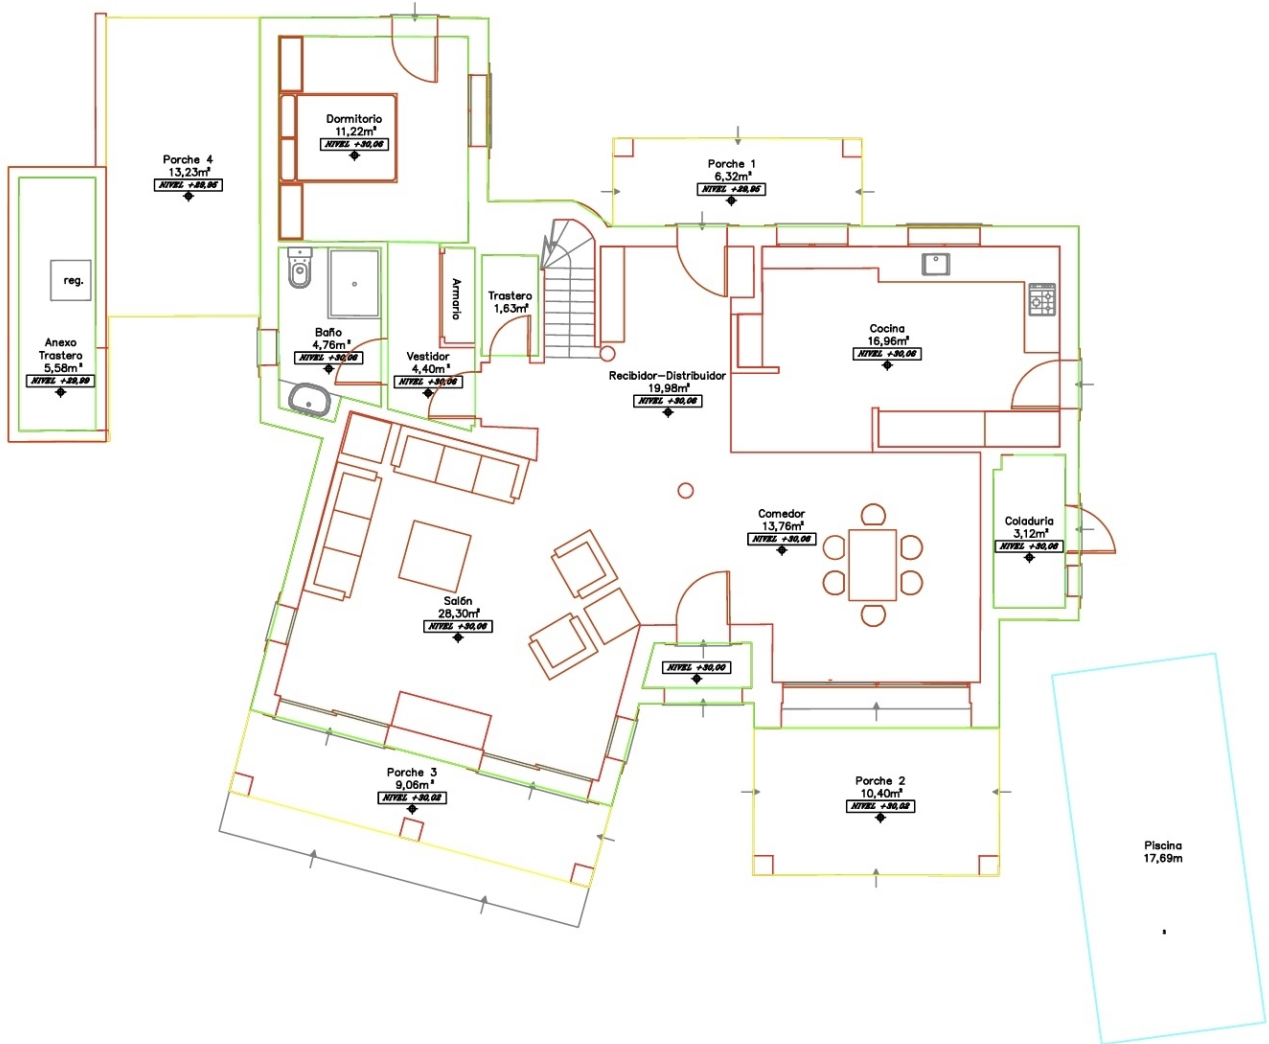 Dormitorio
11,22m²
NIVEL +30,06
Porche 4
13,23m²
NIVEL +29,95
Porche 1
6,32m²
NIVEL +29,95
reg.
Anexo
Trastero
5,58m²
NIVEL +29,99
Baño
4,76m²
NIVEL +30,06
Armario
Vestidor
4,40m²
NIVEL +30,06
Trastero
1,63m²
Recibidor-Distribuidor
19,98m²
NIVEL +30,06
Cocina
16,96m²
NIVEL +30,06
Comedor
13,76m²
NIVEL +30,06
Coladuria
3,12m²
NIVEL +30,06
Salón
28,30m²
NIVEL +30,06
NIVEL +30,00
Porche 3
9,06m²
NIVEL +30,02
Porche 2
10,40m²
NIVEL +30,02
Piscina
17,69m